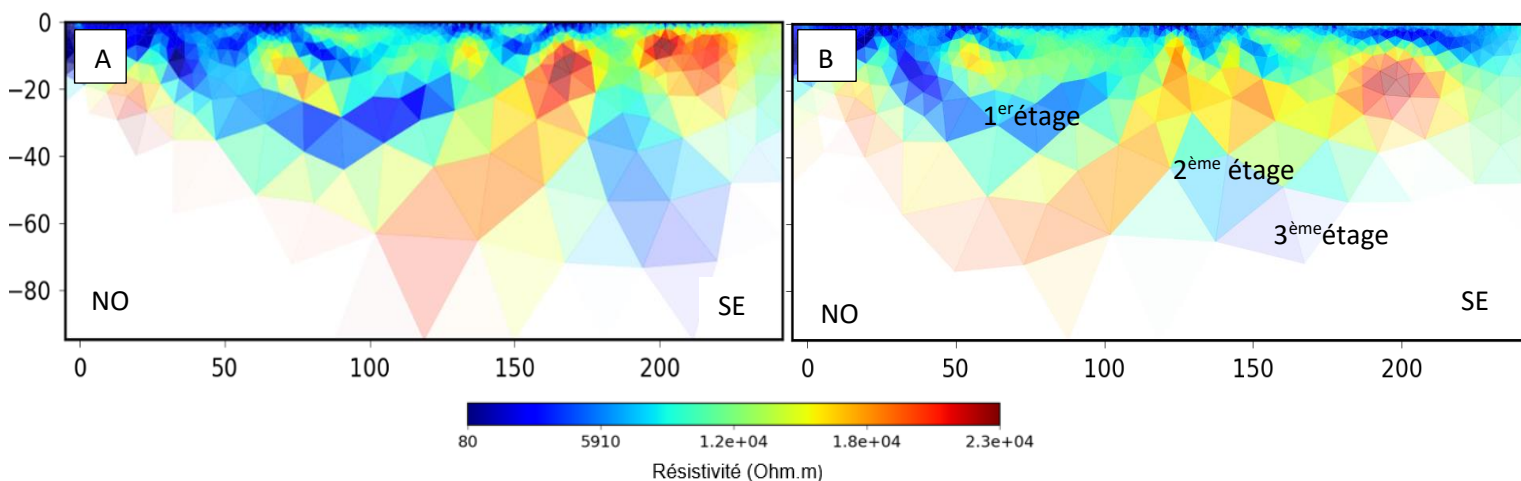 A
B
0
−20
−40
−60
−80
1er étage
2ème étage
3ème étage
NO
SE
NO
SE
0 50 100 150 200
0 50 100 150 200
80 5910 1.2e+04 1.8e+04 2.3e+04
Résistivité (Ohm.m)